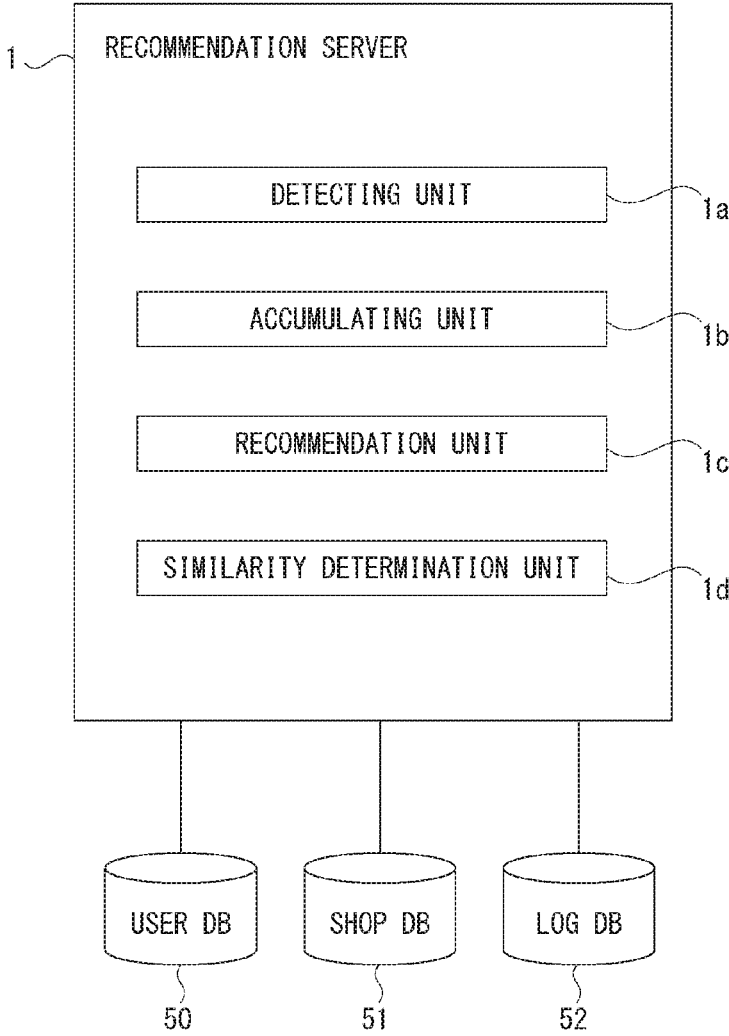 1
RECOMMENDATION SERVER
DETECTING UNIT
1a
ACCUMULATING UNIT
1b
RECOMMENDATION UNIT
1c
SIMILARITY DETERMINATION UNIT
1d
USER DB
SHOP DB
LOG DB
50
51
52